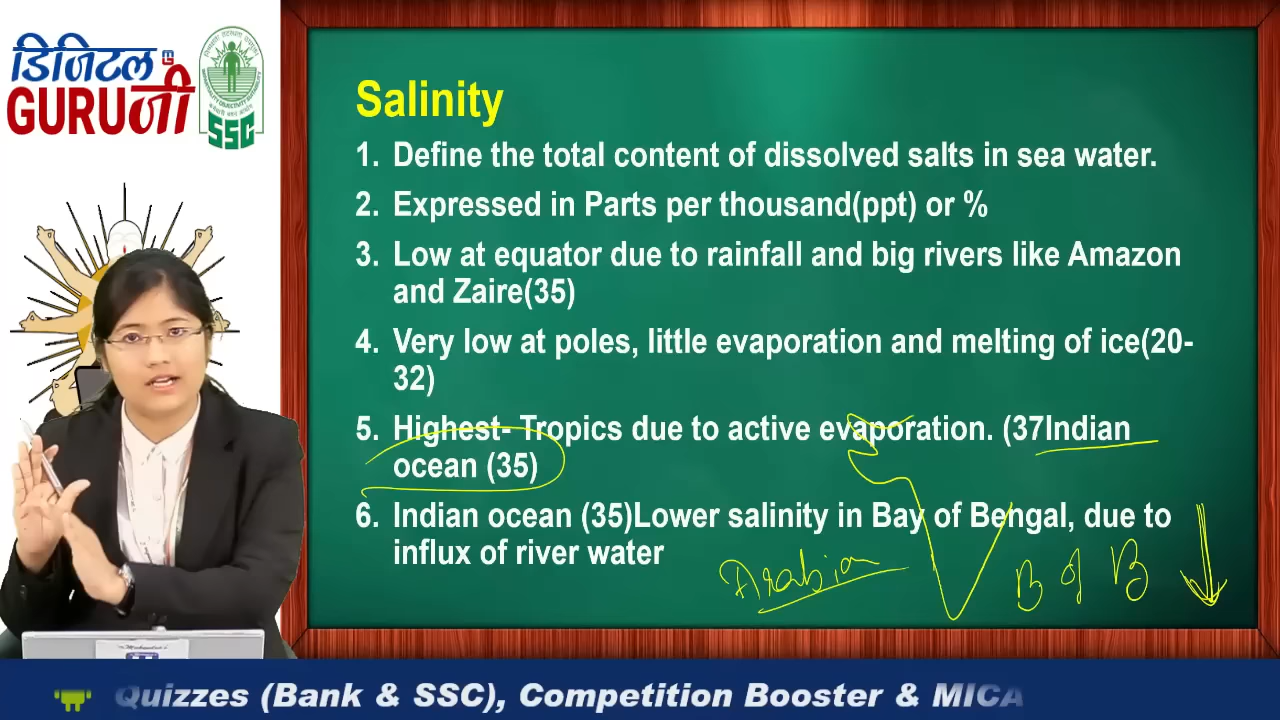 डिजिटल
GURUजी
SSC
Salinity
1. Define the total content of dissolved salts in sea water.
2. Expressed in Parts per thousand(ppt) or %
3. Low at equator due to rainfall and big rivers like Amazon
and Zaire(35)
4. Very low at poles, little evaporation and melting of ice(20-
32)
5. Highest- Tropics due to active evaporation. (37Indian
ocean (35)
6. Indian ocean (35)Lower salinity in Bay of Bengal, due to
influx of river water
Arabian
B of B
Quizzes (Bank & SSC), Competition Booster & MICA